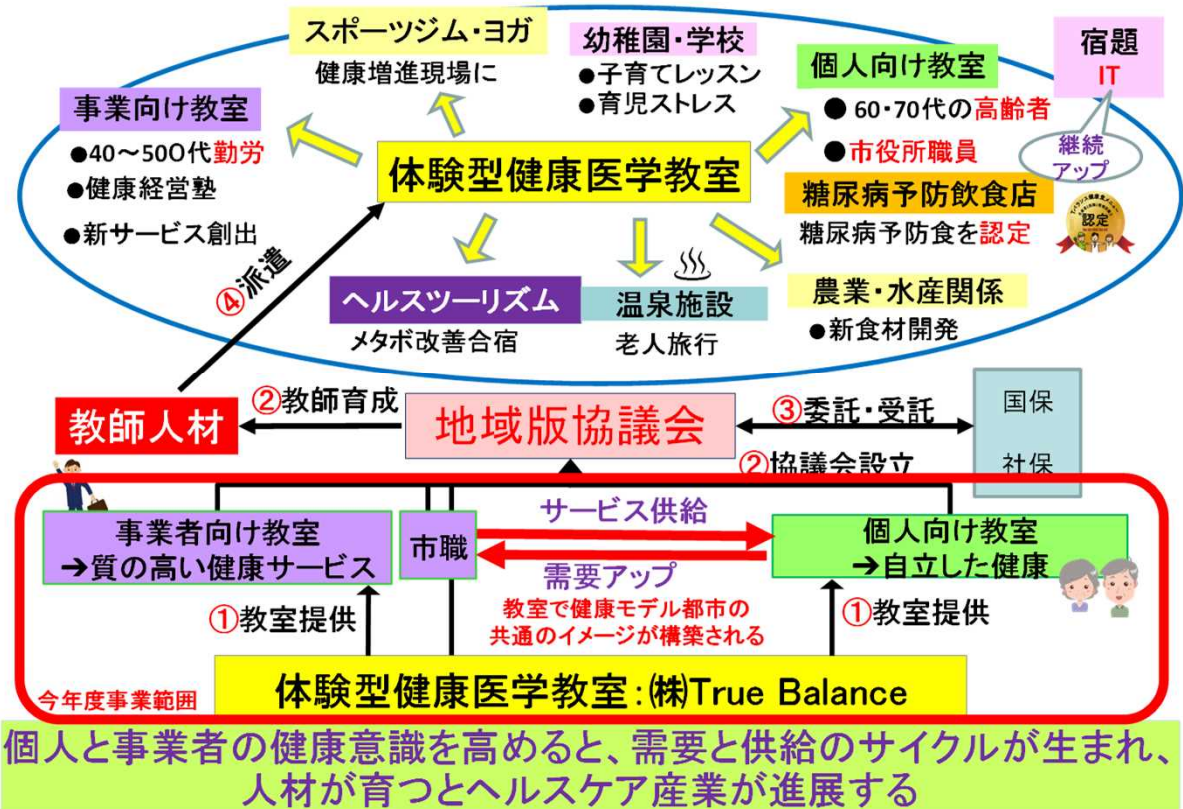 スポーツジム・ヨガ
健康増進現場に
幼稚園・学校
●子育てレッスン
●育児ストレス
個人向け教室
● 60・70代の高齢者
●市役所職員
宿題
IT
継続
アップ
事業向け教室
●40～50代勤労
●健康経営塾
●新サービス創出
体験型健康医学教室
糖尿病予防飲食店
糖尿病予防食を認定
認定
④派遣
ヘルスツーリズム
メタボ改善合宿
温泉施設
老人旅行
農業・水産関係
●新食材開発
教師人材
②教師育成
地域版協議会
③委託・受託
②協議会設立
国保
社保
事業者向け教室
→質の高い健康サービス
市職
サービス供給
需要アップ
個人向け教室
→自立した健康
①教室提供
教室で健康モデル都市の
共通のイメージが構築される
①教室提供
今年度事業範囲
体験型健康医学教室：㈱True Balance
個人と事業者の健康意識を高めると、需要と供給のサイクルが生まれ、
人材が育つとヘルスケア産業が進展する